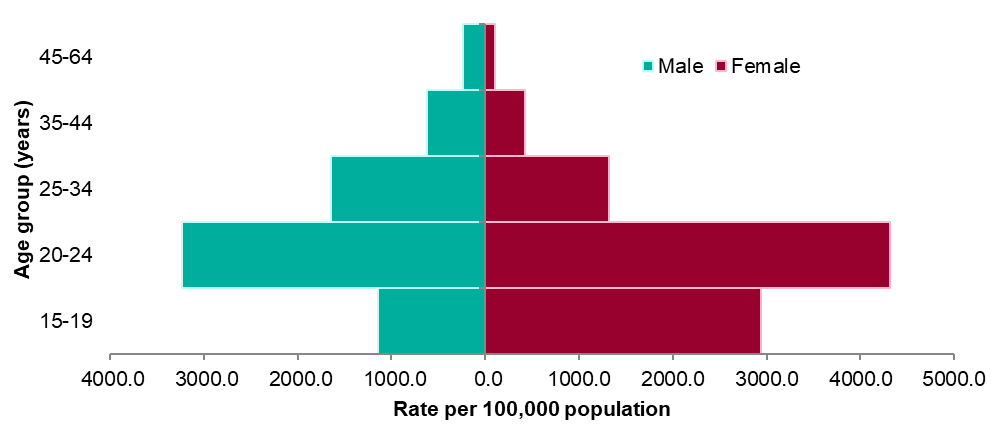 45-64
35-44
25-34
20-24
15-19
Age group (years)
Male Female
4000.0 3000.0 2000.0 1000.0 0.0 1000.0 2000.0 3000.0 4000.0 5000.0
Rate per 100,000 population